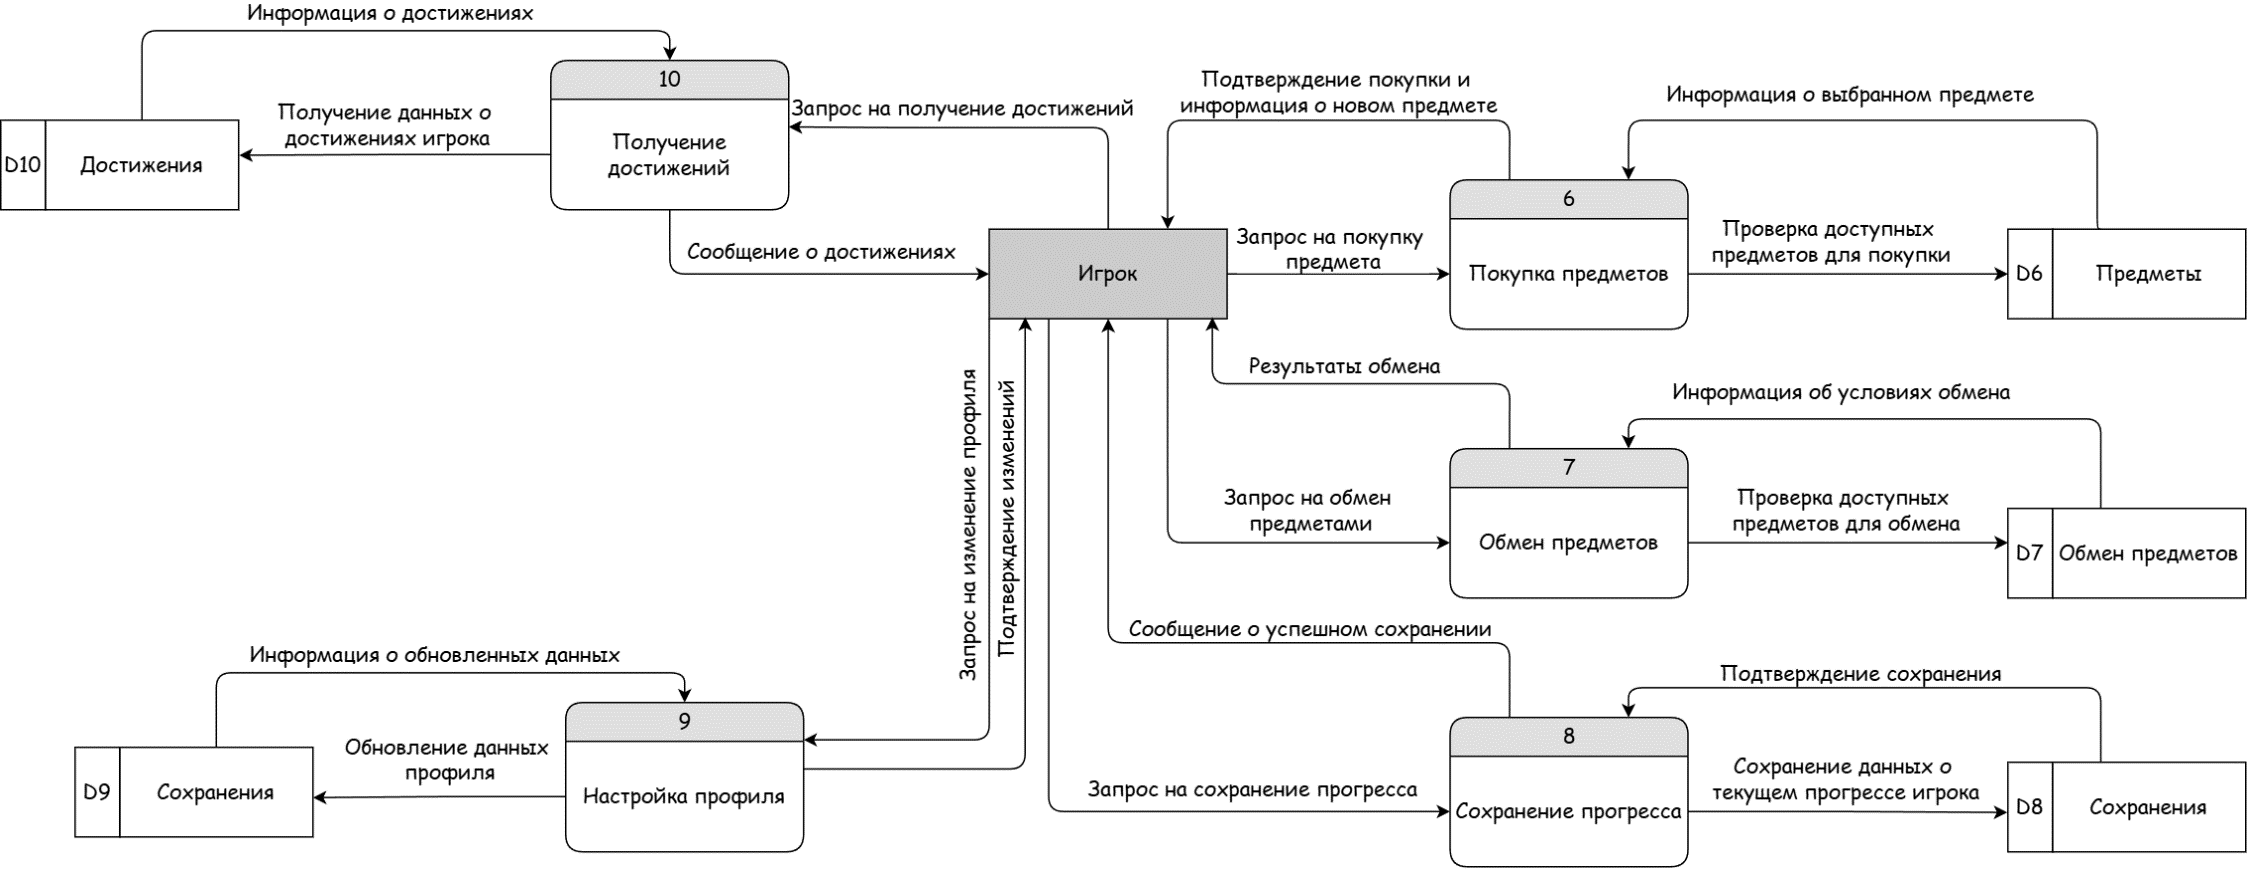 Информация о достижениях
10
Получение
достижений
Получение данных о
достижениях игрока
D10
Достижения
Запрос на получение достижений
Сообщение о достижениях
Игрок
Подтверждение покупки и
информация о новом предмете
Запрос на покупку
предмета
6
Покупка предметов
Информация о выбранном предмете
Проверка доступных
предметов для покупки
D6
Предметы
Результаты обмена
Запрос на обмен
предметами
7
Обмен предметов
Информация об условиях обмена
Проверка доступных
предметов для обмена
D7
Обмен предметов
Запрос на изменение профиля
Подтверждение изменений
Информация о обновленных данных
9
Настройка профиля
Обновление данных
профиля
D9
Сохранения
Сообщение о успешном сохранении
Запрос на сохранение прогресса
8
Сохранение прогресса
Подтверждение сохранения
Сохранение данных о
текущем прогрессе игрока
D8
Сохранения